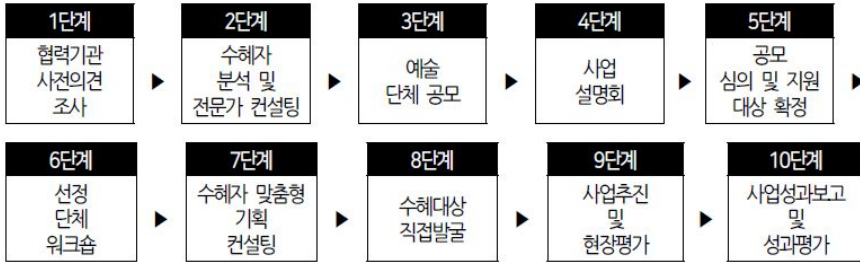 1단계
협력기관
사전의견
조사
▶
2단계
수혜자
분석 및
전문가 컨설팅
▶
3단계
예술
단체 공모
▶
4단계
사업
설명회
▶
5단계
공모
심의 및 지원
대상 확정
▶
6단계
선정
단체
워크숍
▶
7단계
수혜자 맞춤형
기획
컨설팅
▶
8단계
수혜대상
직접발굴
▶
9단계
사업추진
및
현장평가
▶
10단계
사업성과보고
및
성과평가